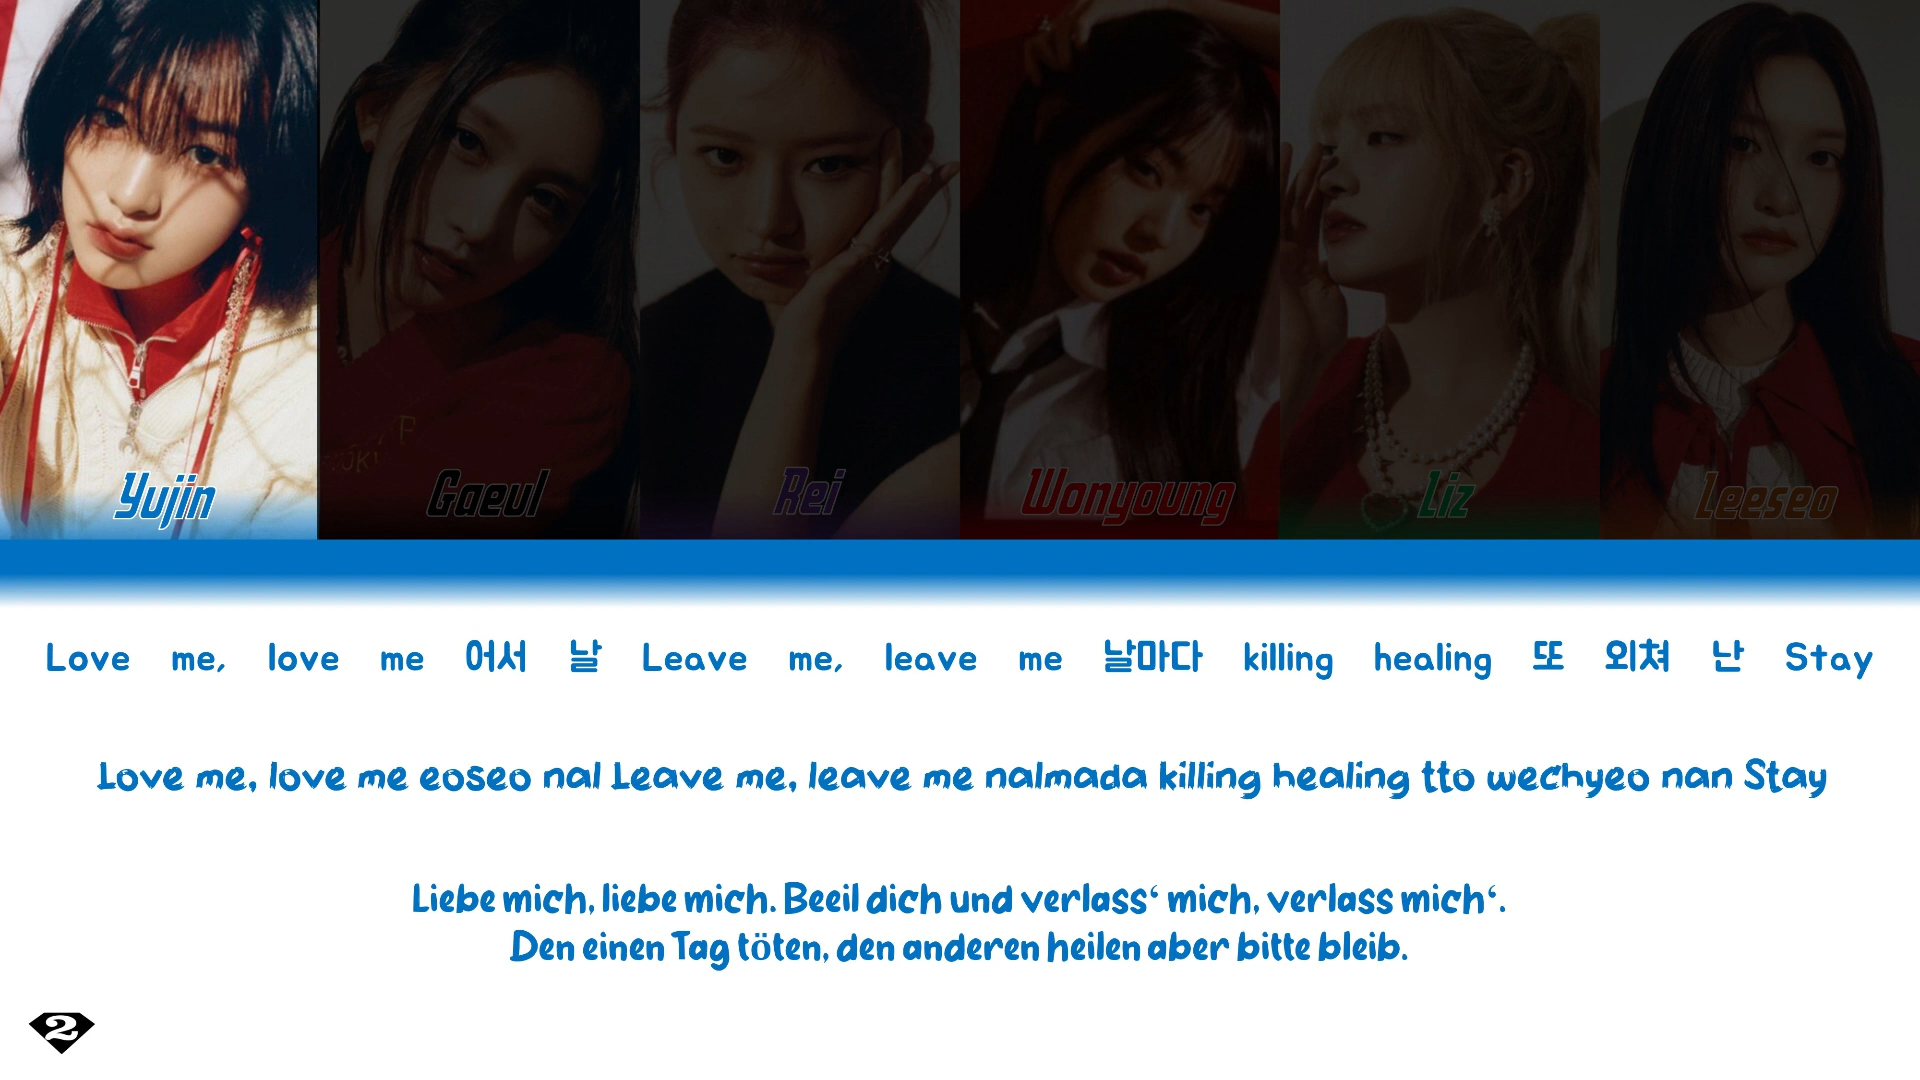 Yujin
Gaeul
Rei
Wonyoung
Liz
Leeseo
Love me, love me 어서 날 Leave me, leave me 날마다 killing healing 또 외쳐 난 Stay
Love me, love me eoseo nal Leave me, leave me nalmada killing healing tto wechyeo nan Stay
Liebe mich, liebe mich. Beeil dich und verlass‘ mich, verlass mich‘.
Den einen Tag töten, den anderen heilen aber bitte bleib.
2